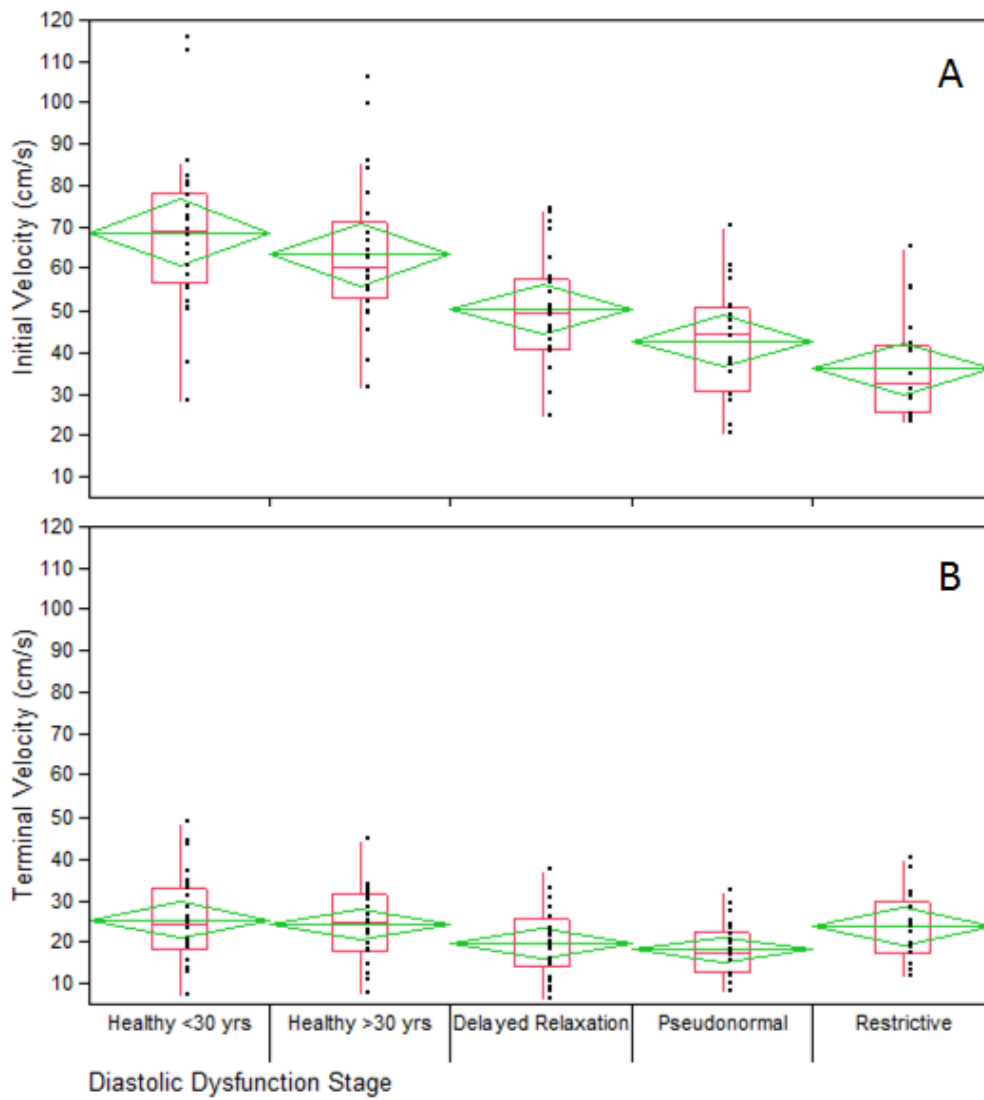 A
Initial Velocity (cm/s)
120
110
100
90
80
70
60
50
40
30
20
10
B
Terminal Velocity (cm/s)
120
110
100
90
80
70
60
50
40
30
20
10
Healthy <30 yrs
Healthy >30 yrs
Delayed Relaxation
Pseudonormal
Restrictive
Diastolic Dysfunction Stage